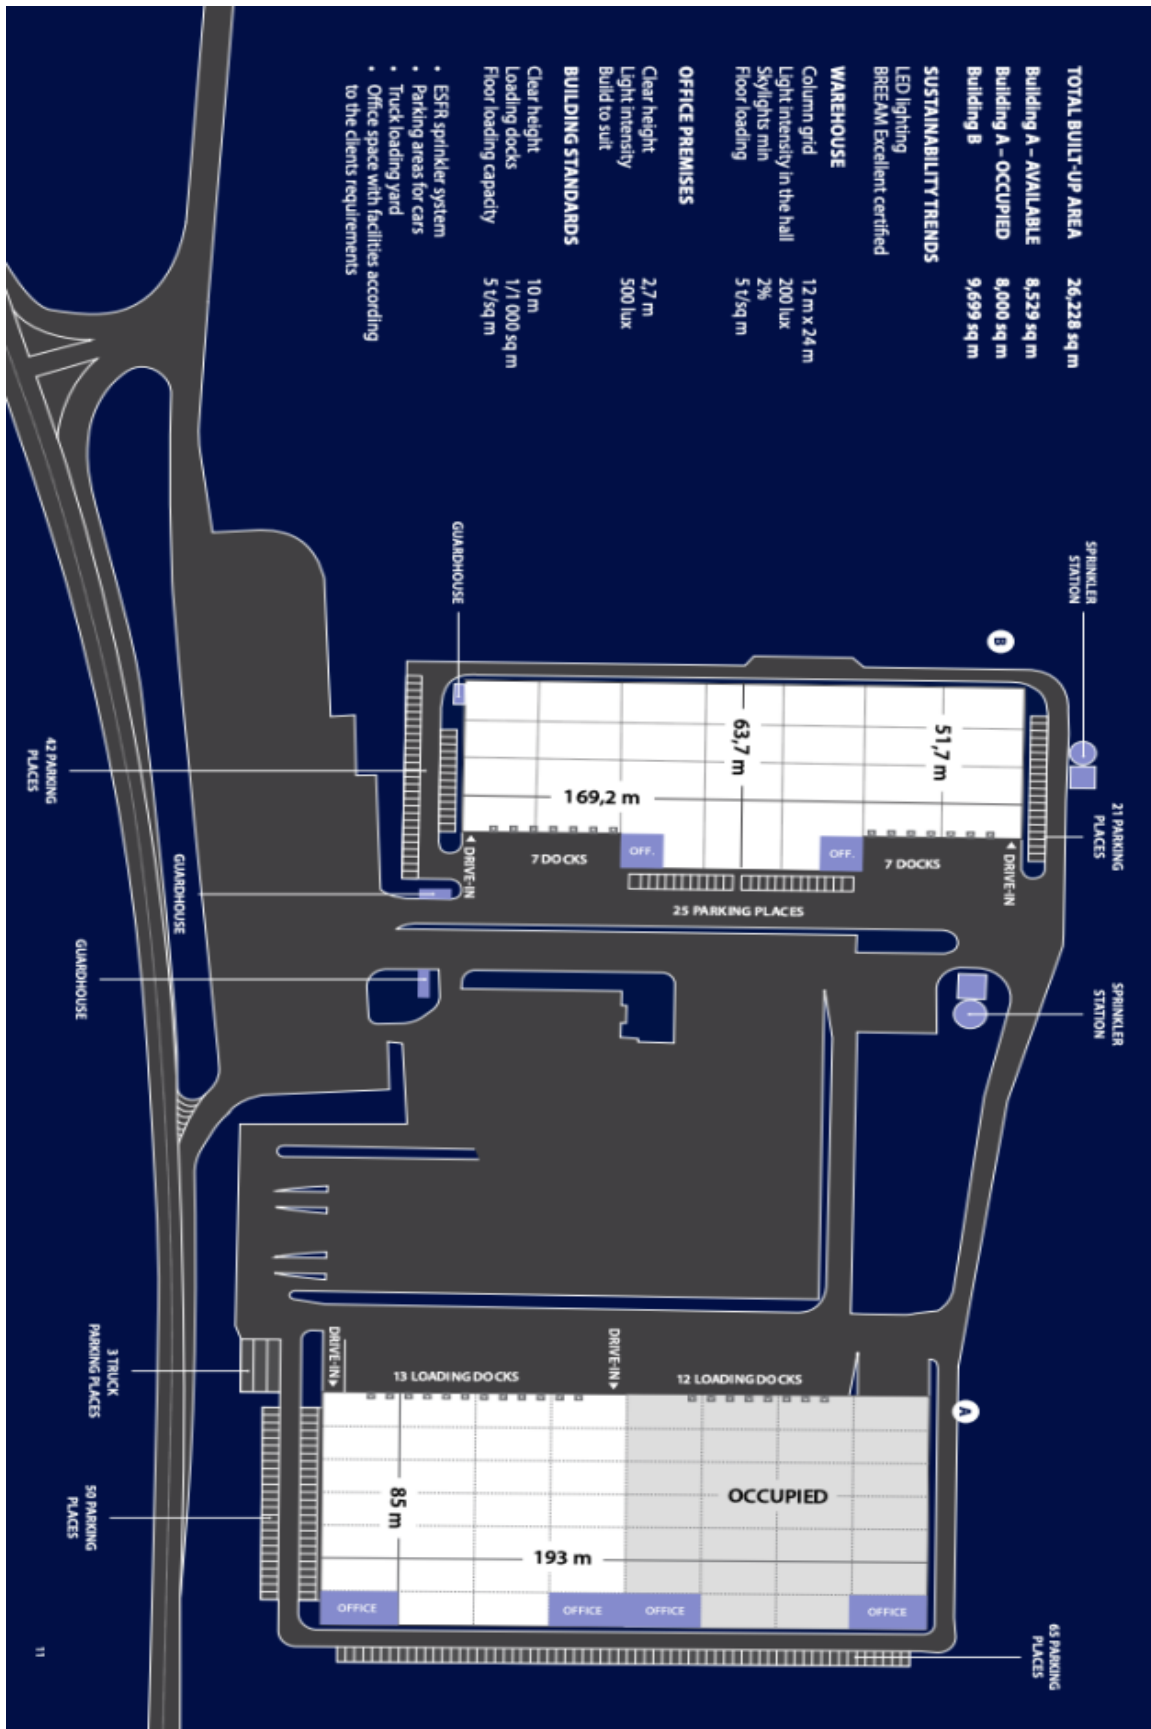 TOTAL BUILT-UP AREA 26,228 sq m
Building A – AVAILABLE 8,529 sq m
Building A – OCCUPIED 8,000 sq m
Building B 9,699 sq m
SUSTAINABILITY TRENDS
LED lighting
BREEAM Excellent certified
WAREHOUSE
Column grid 12 m x 24 m
Light intensity in the hall 200 lux
Skylights min 2%
Floor loading 5 t/sq m
OFFICE PREMISES
Clear height 2,7 m
Light intensity 500 lux
Build to suit
BUILDING STANDARDS
Clear height 10 m
Loading docks 1/1 000 sq m
Floor loading capacity 5 t/sq m
• ESFR sprinkler system
• Parking areas for cars
• Truck loading yard
• Office space with facilities according
to the clients requirements
SPRINKLER
STATION
B
GUARDHOUSE
51,7 m
63,7 m
169,2 m
42 PARKING
PLACES
21 PARKING
PLACES
DRIVE-IN
7 DOCKS
OFF.
OFF.
7 DOCKS
DRIVE-IN
25 PARKING PLACES
GUARDHOUSE
GUARDHOUSE
SPRINKLER
STATION
3 TRUCK
PARKING PLACES
DRIVE-IN
13 LOADING DOCKS
DRIVE-IN
12 LOADING DOCKS
A
50 PARKING
PLACES
85 m
OCCUPIED
193 m
OFFICE
OFFICE
OFFICE
OFFICE
65 PARKING
PLACES
11